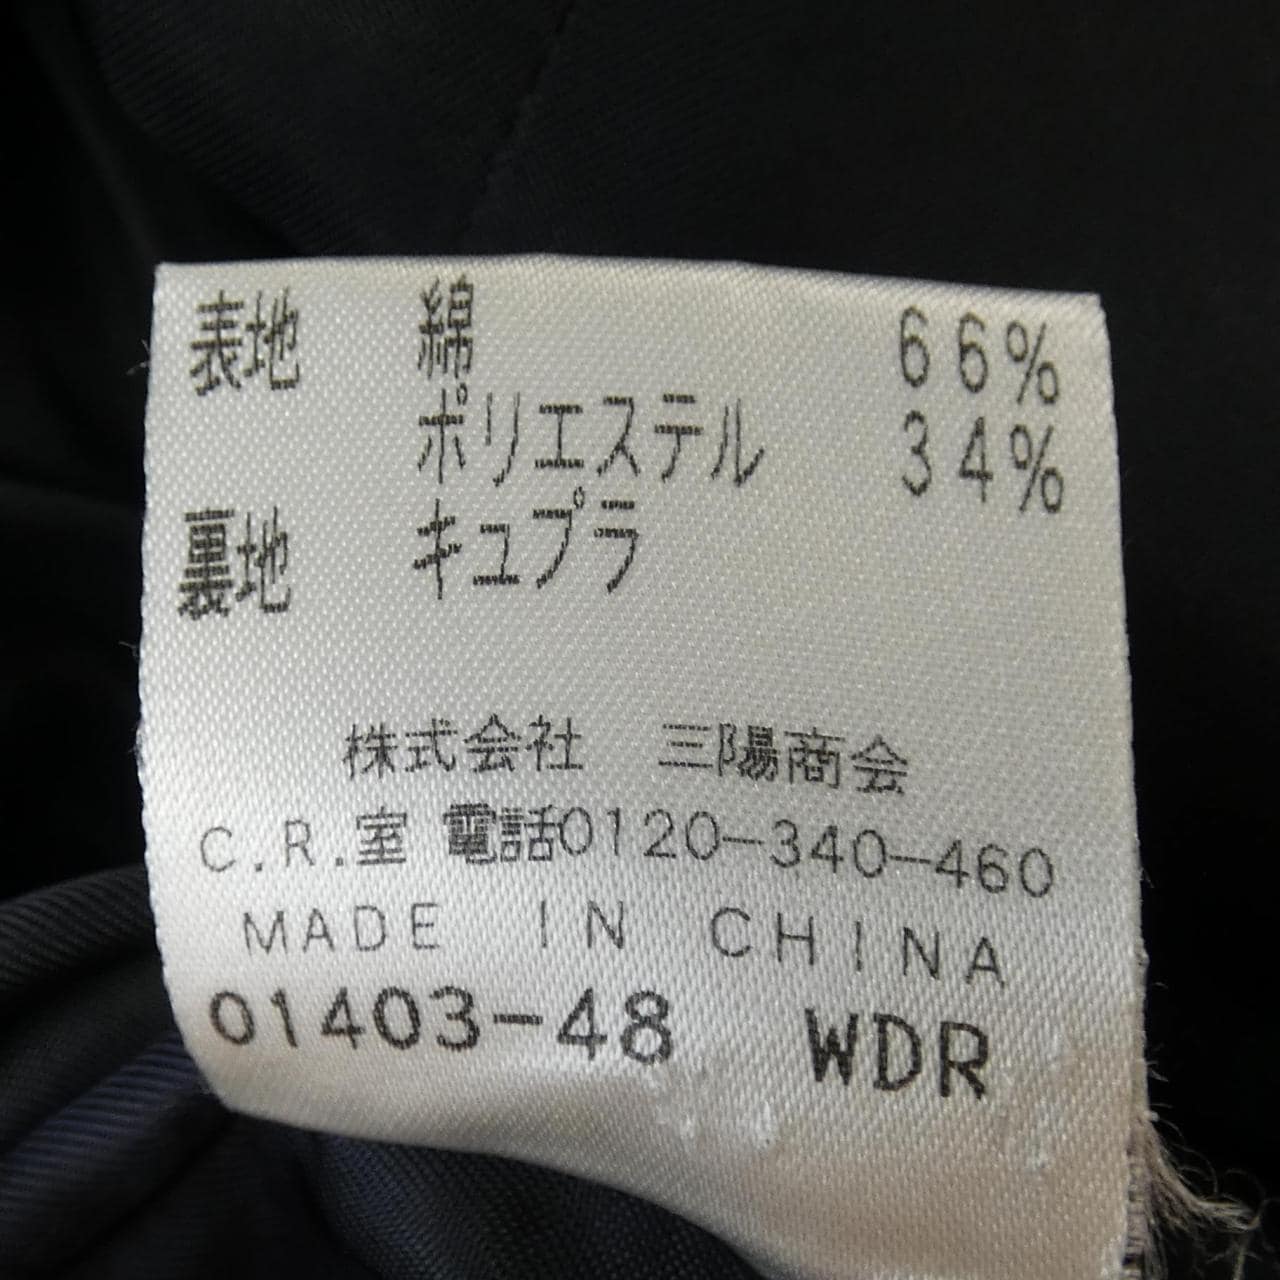 表地 綿 66%
ポリエステル 34%
裏地 キュプラ
株式会社 三陽商会
C.R.室 電話0120-340-460
MADE IN CHINA
01403-48 WDR